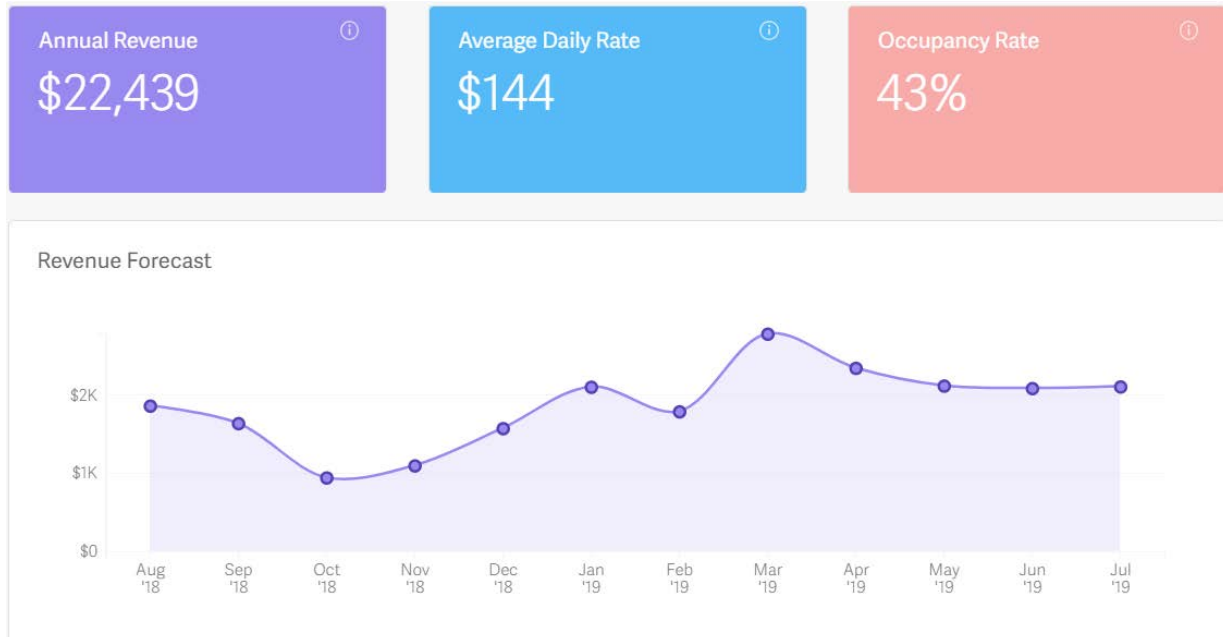 Annual Revenue
$22,439
Average Daily Rate
$144
Occupancy Rate
43%
Revenue Forecast
$2K
$1K
$0
Aug '18
Sep '18
Oct '18
Nov '18
Dec '18
Jan '19
Feb '19
Mar '19
Apr '19
May '19
Jun '19
Jul '19